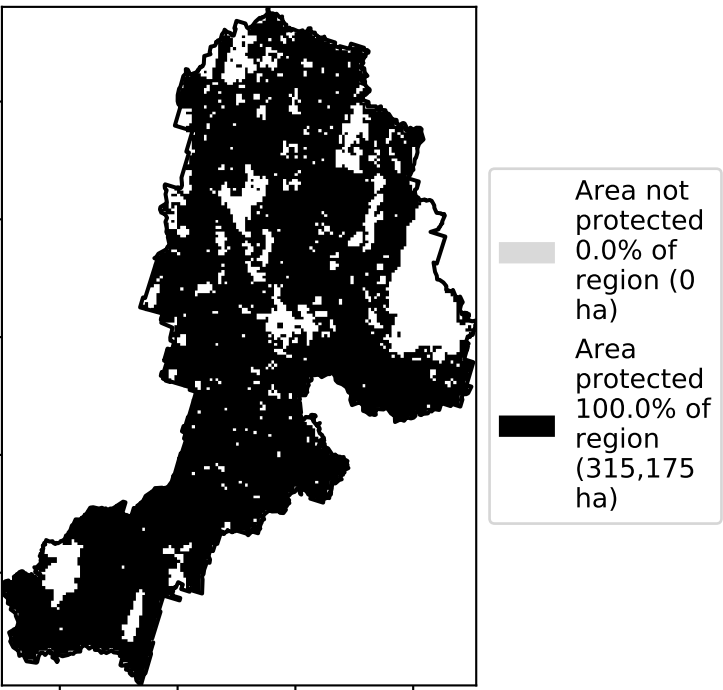 Area not
protected
0.0% of
region (0
ha)
Area
protected
100.0% of
region
(315,175
ha)